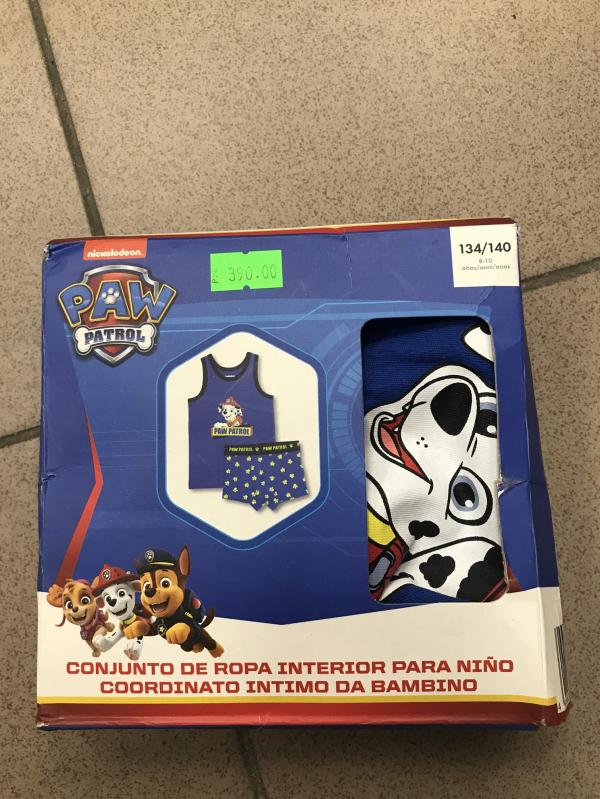 nickelodeon
PAW
PATROL
390.00
134/140
8-10
años/anni/anos
PAW PATROL
PAW PATROL PAW PATROL
CONJUNTO DE ROPA INTERIOR PARA NIÑO
COORDINATO INTIMO DA BAMBINO